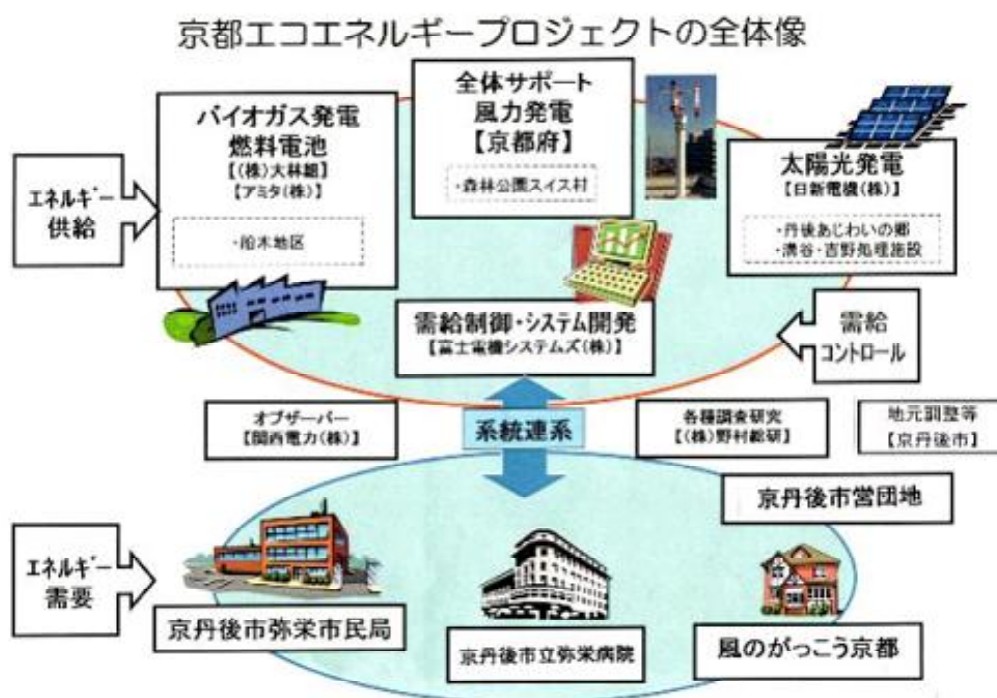 京都エコエネルギープロジェクトの全体像
エネルギー
供給
バイオガス発電
燃料電池
【(株)大林組】
【アミタ(株)】
・船木地区
全体サポート
風力発電
【京都府】
・森林公園スイス村
太陽光発電
【日新電機(株)】
・丹後あじわいの郷
・溝谷・吉野処理施設
需給制御・システム開発
【富士電機システムズ(株)】
需給
コントロール
オブザーバー
【関西電力(株)】
系統連系
各種調査研究
【(株)野村総研】
地元調整等
【京丹後市】
エネルギー
需要
京丹後市営団地
京丹後市弥栄市民局
京丹後市立弥栄病院
風のがっこう京都